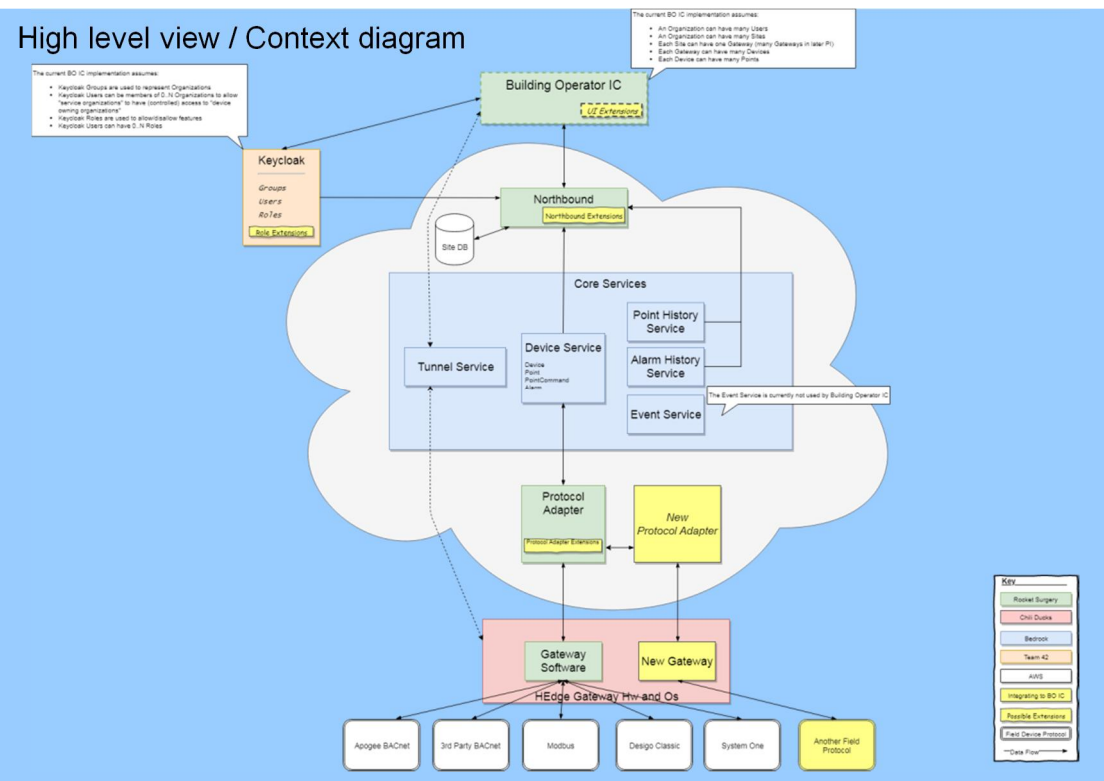 High level view / Context diagram
The current BO IC implementation assumes:
An Organization can have many Users
An Organization can have many Sites
Each Site can have one Gateway (many Gateways in later PI)
Each Gateway can have many Devices
Each Device can have many Points
The current BO IC implementation assumes:
Keycloak Groups are used to represent Organizations
Keycloak Users can be members of 0..N Organizations to allow
"service organizations" to have (controlled) access to "device
owning organizations"
Keycloak Roles are used to allow/disallow features
Keycloak Users can have 0..N Roles
Building Operator IC
UI Extensions
Keycloak
Groups
Users
Roles
Role Extensions
Northbound
Northbound Extensions
Site DB
Core Services
Point History
Service
Tunnel Service
Device Service
Device
Point
PointCommand
Alarm
Alarm History
Service
The Event Service is currently not used by Building Operator IC
Event Service
Protocol
Adapter
Protocol Adapter Extensions
New
Protocol Adapter
Gateway
Software
New Gateway
HEdge Gateway Hw and Os
Apogee BACnet
3rd Party BACnet
Modbus
Desigo Classic
System One
Another Field
Protocol
Key
Rocket Surgery
Chili Ducks
Bedrock
Team 42
AWS
Integrating to BO IC
Possible Extensions
Field Device Protocol
Data Flow